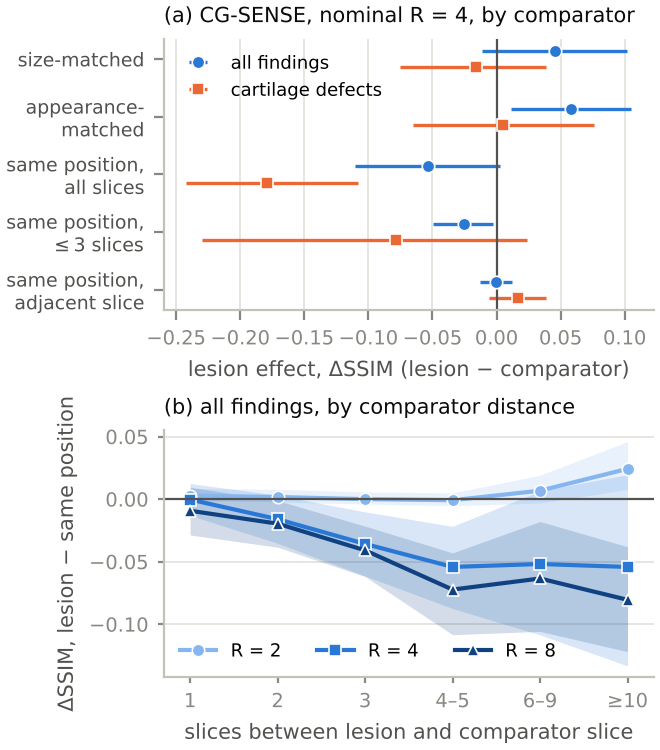 (a) CG-SENSE, nominal R = 4, by comparator
size-matched
all findings
cartilage defects
appearance-
matched
same position,
all slices
same position,
≤ 3 slices
same position,
adjacent slice
−0.25 −0.20 −0.15 −0.10 −0.05 0.00 0.05 0.10
lesion effect, ΔSSIM (lesion − comparator)
(b) all findings, by comparator distance
ΔSSIM, lesion − same position
0.05
0.00
−0.05
−0.10
R = 2 R = 4 R = 8
1 2 3 4–5 6–9 ≥10
slices between lesion and comparator slice